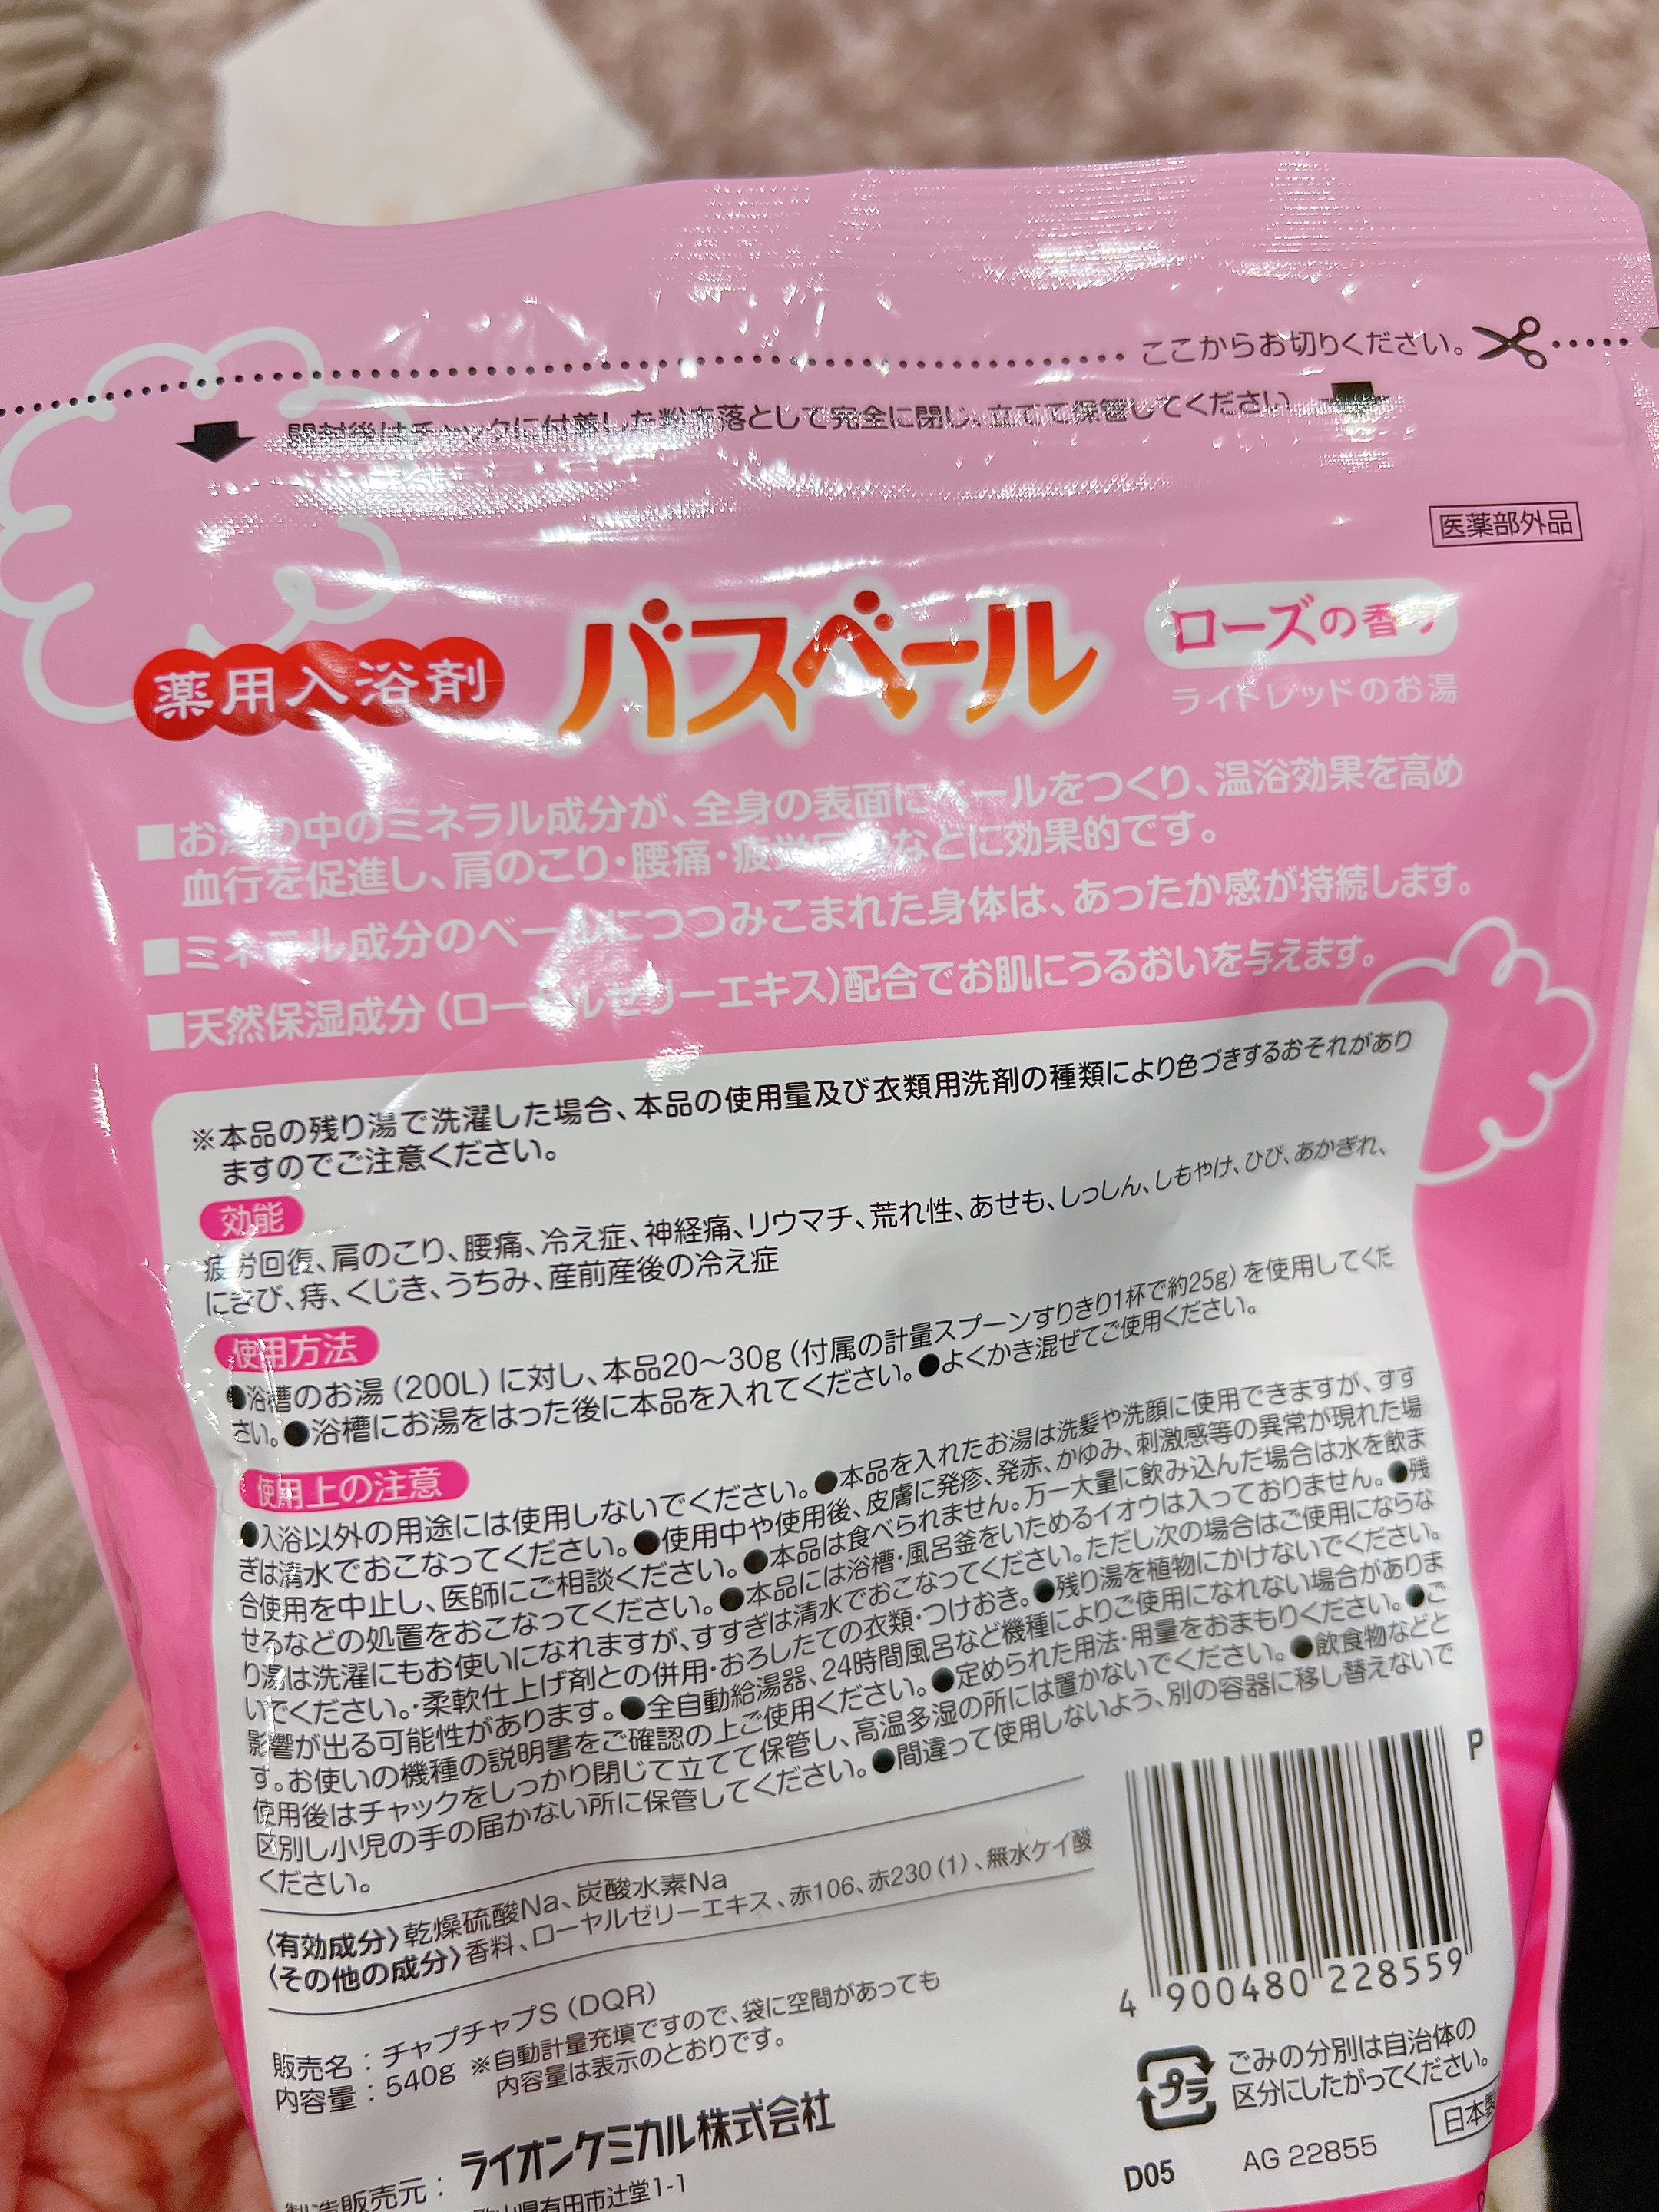 ここからお切りください。
開封後はチャックに付着した粉を落として完全に閉じ、立てて保管してください
医薬部外品
薬用入浴剤 バスベール ローズの香り
ライトレッドのお湯
■お湯の中のミネラル成分が、全身の表面にベールをつくり、温浴効果を高め
血行を促進し、肩のこり・腰痛・疲労回復などに効果的です。
■ミネラル成分のベールにつつみこまれた身体は、あったか感が持続します。
■天然保湿成分(ローヤルゼリーエキス)配合でお肌にうるおいを与えます。
※本品の残り湯で洗濯した場合、本品の使用量及び衣類用洗剤の種類により色づきするおそれがあり
ますのでご注意ください。
効能
疲労回復、肩のこり、腰痛、冷え症、神経痛、リウマチ、荒れ性、あせも、しっしん、しもやけ、ひび、あかぎれ、
にきび、痔、くじき、うちみ、産前産後の冷え症
使用方法
●浴槽のお湯(200L)に対し、本品20〜30g(付属の計量スプーンすりきり1杯で約25g)を使用してくだ
さい。●浴槽にお湯をはった後に本品を入れてください。●よくかき混ぜてご使用ください。
使用上の注意
●入浴以外の用途には使用しないでください。●本品を入れたお湯は洗髪や洗顔に使用できますが、すす
ぎは清水でおこなってください。●使用中や使用後、皮膚に発疹、発赤、かゆみ、刺激感等の異常が現れた場
合使用を中止し、医師にご相談ください。●本品は食べられません。万一大量に飲み込んだ場合は水を飲ま
せるなどの処置をおこなってください。●本品には浴槽・風呂釜をいためるイオウは入っておりません。●残
り湯は洗濯にもお使いになれますが、すすぎは清水でおこなってください。ただし次の場合はご使用にならな
いでください。・柔軟仕上げ剤との併用・おろしたての衣類・つけおき。●残り湯を植物にかけないでください。
影響が出る可能性があります。●全自動給湯器、24時間風呂など機種によりご使用になれない場合がありま
す。お使いの機種の説明書をご確認の上ご使用ください。●定められた用法・用量をおまもりください。●ご
使用後はチャックをしっかり閉じて立てて保管し、高温多湿の所には置かないでください。●飲食物などと
区別し小児の手の届かない所に保管してください。●間違って使用しないよう、別の容器に移し替えないで
ください。
〈有効成分〉乾燥硫酸Na、炭酸水素Na
〈その他の成分〉香料、ローヤルゼリーエキス、赤106、赤230(1)、無水ケイ酸
販売名:チャプチャプS(DQR)
内容量:540g ※自動計量充填ですので、袋に空間があっても
内容量は表示のとおりです。
製造販売元:ライオンケミカル株式会社
山県有田市辻堂1-1
P
4 900480 228559
プラ
ごみの分別は自治体の
区分にしたがってください。
日本製
D05 AG 22855